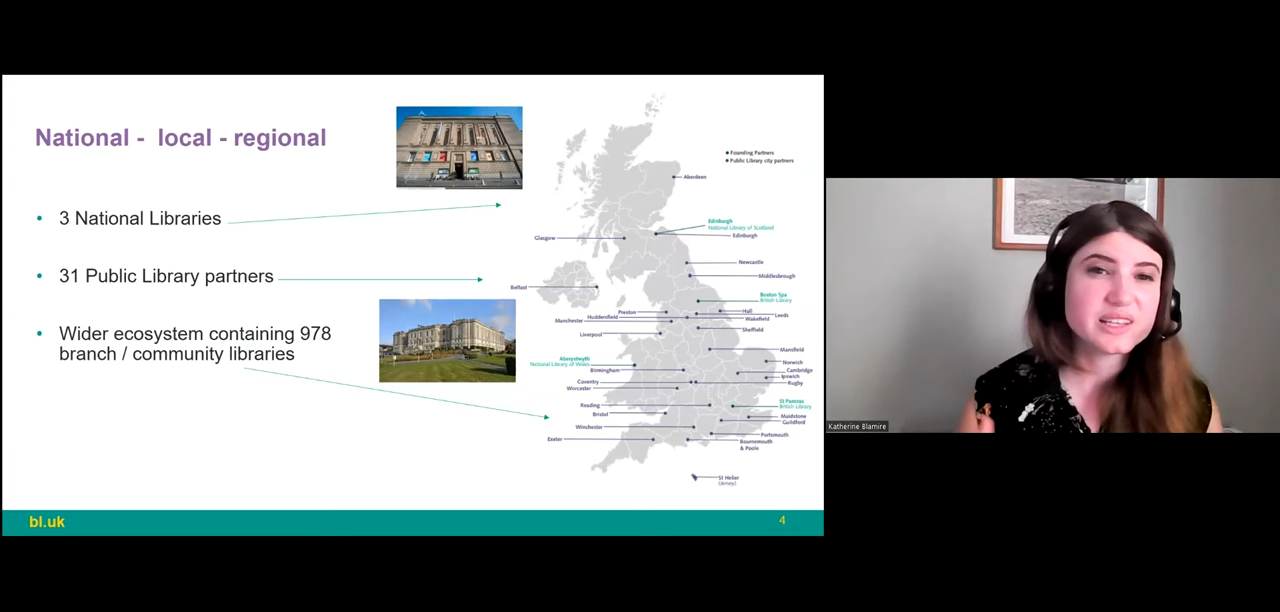 National - local - regional
• 3 National Libraries
• 31 Public Library partners
• Wider ecosystem containing 978
branch / community libraries
Founding Partners
Public Library city partners
Aberdeen
Edinburgh
National Library of Scotland
Edinburgh
Glasgow
Newcastle
Middlesbrough
Belfast
Boston Spa
British Library
Preston
Hull
Huddersfield
Leeds
Manchester
Wakefield
Liverpool
Sheffield
Mansfield
Aberystwyth
National Library of Wales
Norwich
Birmingham
Cambridge
Ipswich
Coventry
Rugby
Worcester
Reading
St Pancras
British Library
Bristol
Maidstone
Guildford
Winchester
Portsmouth
Exeter
Bournemouth
& Poole
St Helier
(Jersey)
bl.uk
4
Katherine Blamire